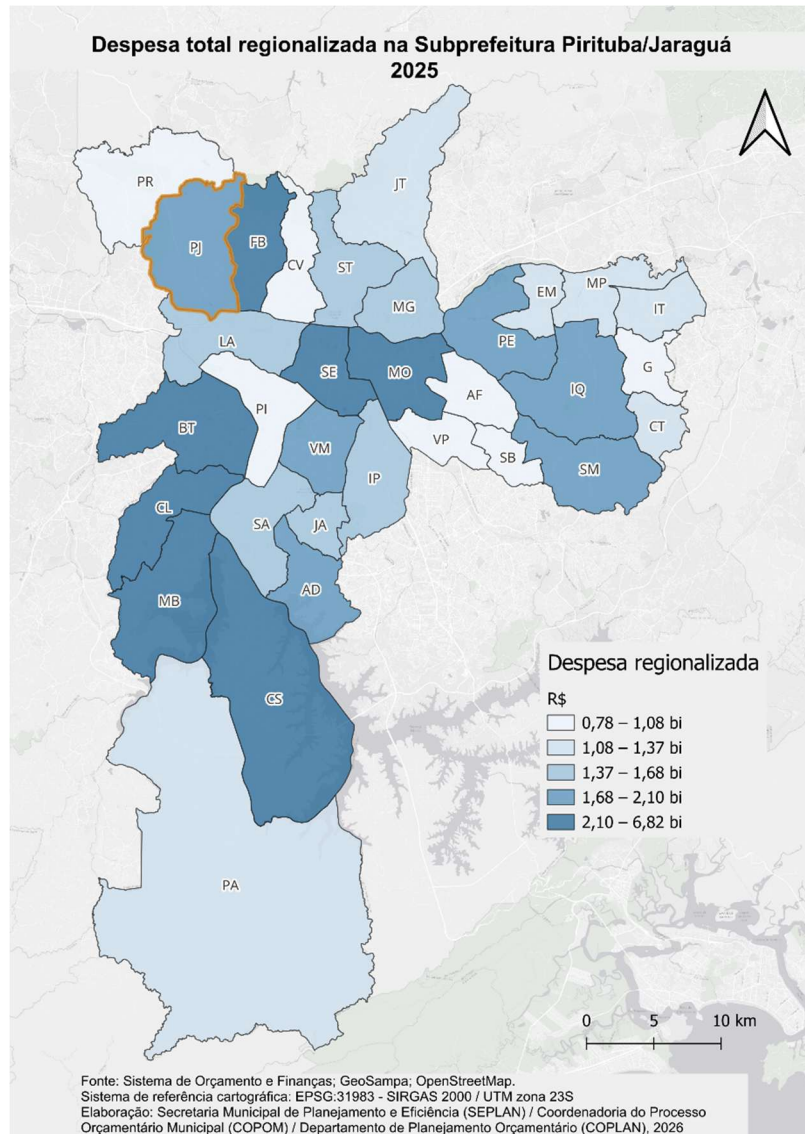 Despesa total regionalizada na Subprefeitura Pirituba/Jaraguá
2025
PR
JT
PJ
FB
CV
ST
EM
MP
MG
IT
LA
PE
SE
MO
G
IQ
AF
PI
BT
CT
VM
VP
SB
SM
IP
CL
SA
JA
AD
MB
CS
PA
Despesa regionalizada
R$
0,78 – 1,08 bi
1,08 – 1,37 bi
1,37 – 1,68 bi
1,68 – 2,10 bi
2,10 – 6,82 bi
0 5 10 km
Fonte: Sistema de Orçamento e Finanças; GeoSampa; OpenStreetMap.
Sistema de referência cartográfica: EPSG:31983 - SIRGAS 2000 / UTM zona 23S
Elaboração: Secretaria Municipal de Planejamento e Eficiência (SEPLAN) / Coordenadoria do Processo
Orçamentário Municipal (COPOM) / Departamento de Planejamento Orçamentário (COPLAN), 2026